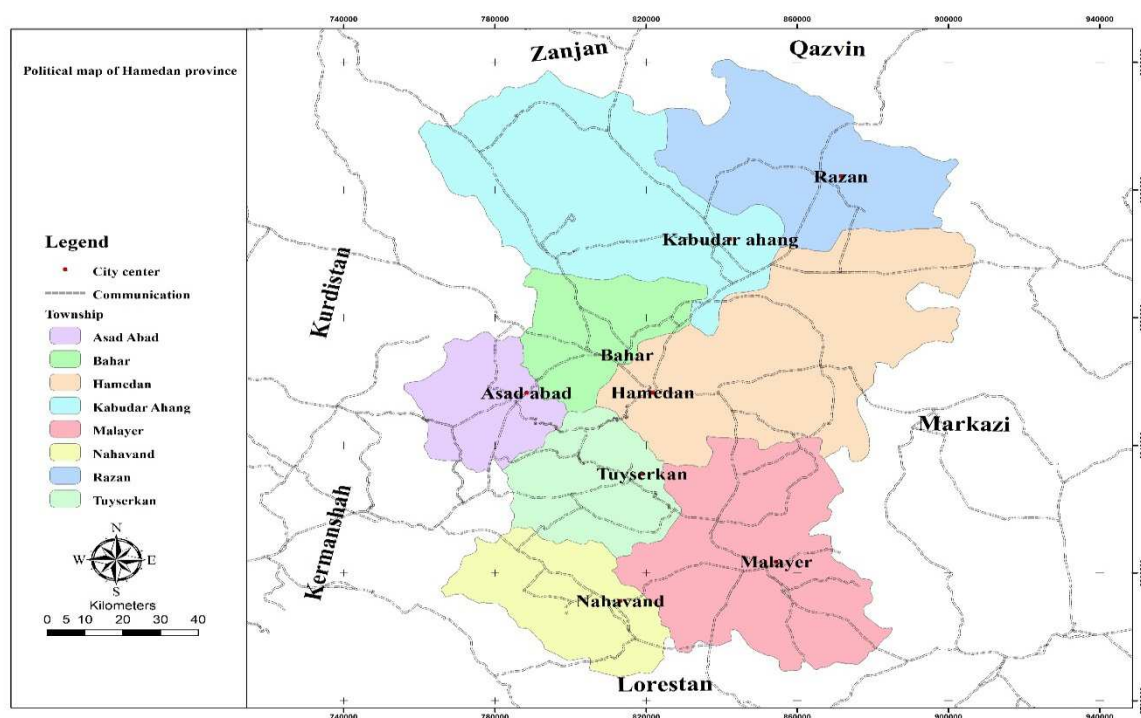 740000 780000 820000 860000 900000 940000
Political map of Hamedan province
Zanjan
Qazvin
Razan
Kabudar ahang
Kurdistan
Bahar
Asad abad
Hamedan
Markazi
Tuyserkan
Kermanshah
Malayer
Nahavand
Lorestan
Legend
City center
Communication
Township
Asad Abad
Bahar
Hamedan
Kabudar Ahang
Malayer
Nahavand
Razan
Tuyserkan
N
W E
S
Kilometers
0 5 10 20 30 40
740000 780000 820000 860000 900000 940000